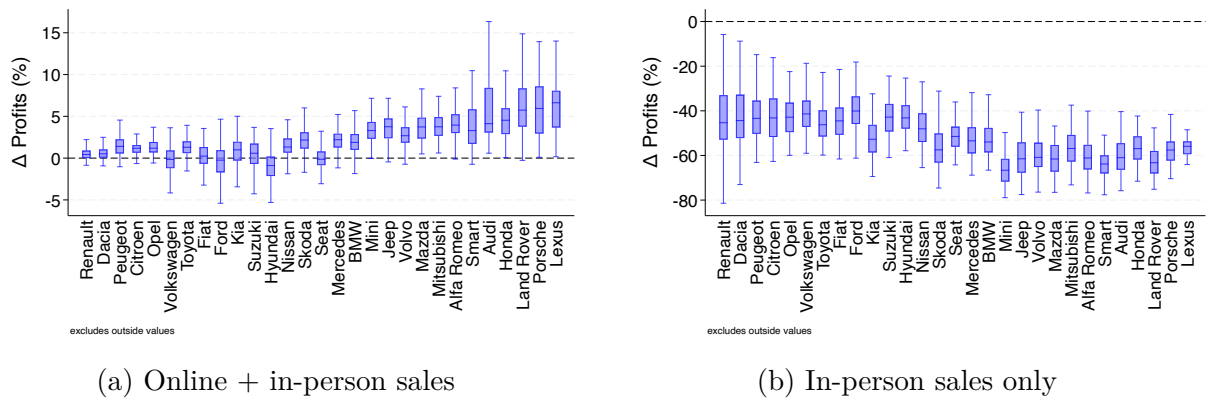 Δ Profits (%)
15
10
5
0
-5
Renault
Dacia
Peugeot
Citroen
Opel
Volkswagen
Toyota
Fiat
Ford
Kia
Suzuki
Hyundai
Nissan
Skoda
Seat
Mercedes
BMW
Mini
Jeep
Volvo
Mazda
Mitsubishi
Alfa Romeo
Smart
Audi
Honda
Land Rover
Porsche
Lexus
excludes outside values
(a) Online + in-person sales
Δ Profits (%)
0
-20
-40
-60
-80
Renault
Dacia
Peugeot
Citroen
Opel
Volkswagen
Toyota
Fiat
Ford
Kia
Suzuki
Hyundai
Nissan
Skoda
Seat
Mercedes
BMW
Mini
Jeep
Volvo
Mazda
Mitsubishi
Alfa Romeo
Smart
Audi
Honda
Land Rover
Porsche
Lexus
excludes outside values
(b) In-person sales only